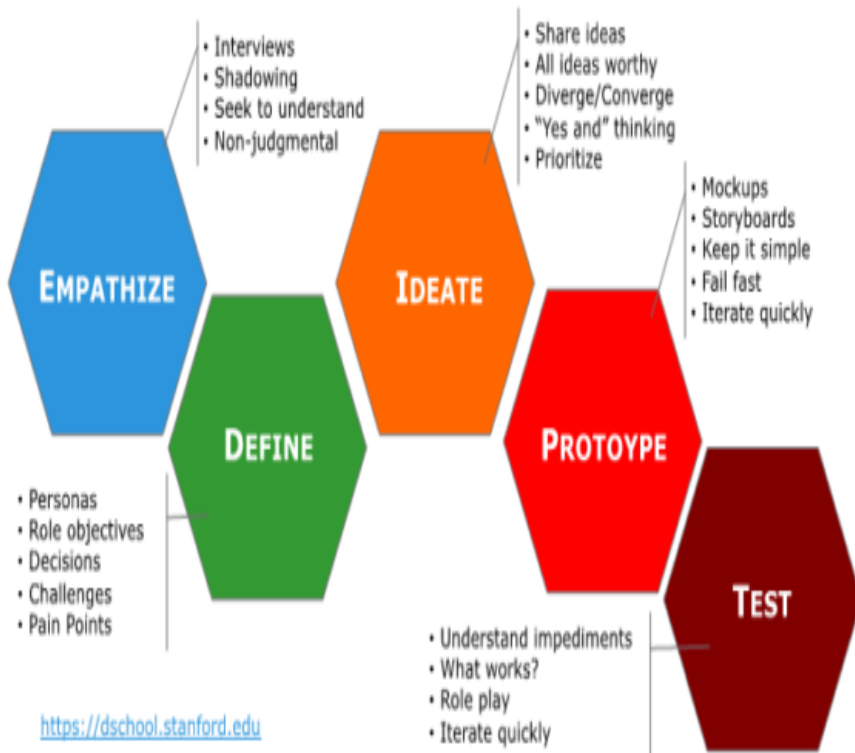 • Interviews
• Shadowing
• Seek to understand
• Non-judgmental
EMPATHIZE
• Personas
• Role objectives
• Decisions
• Challenges
• Pain Points
DEFINE
• Share ideas
• All ideas worthy
• Diverge/Converge
• "Yes and" thinking
• Prioritize
IDEATE
• Mockups
• Storyboards
• Keep it simple
• Fail fast
• Iterate quickly
PROTOYPE
• Understand impediments
• What works?
• Role play
• Iterate quickly
TEST
https://dschool.stanford.edu